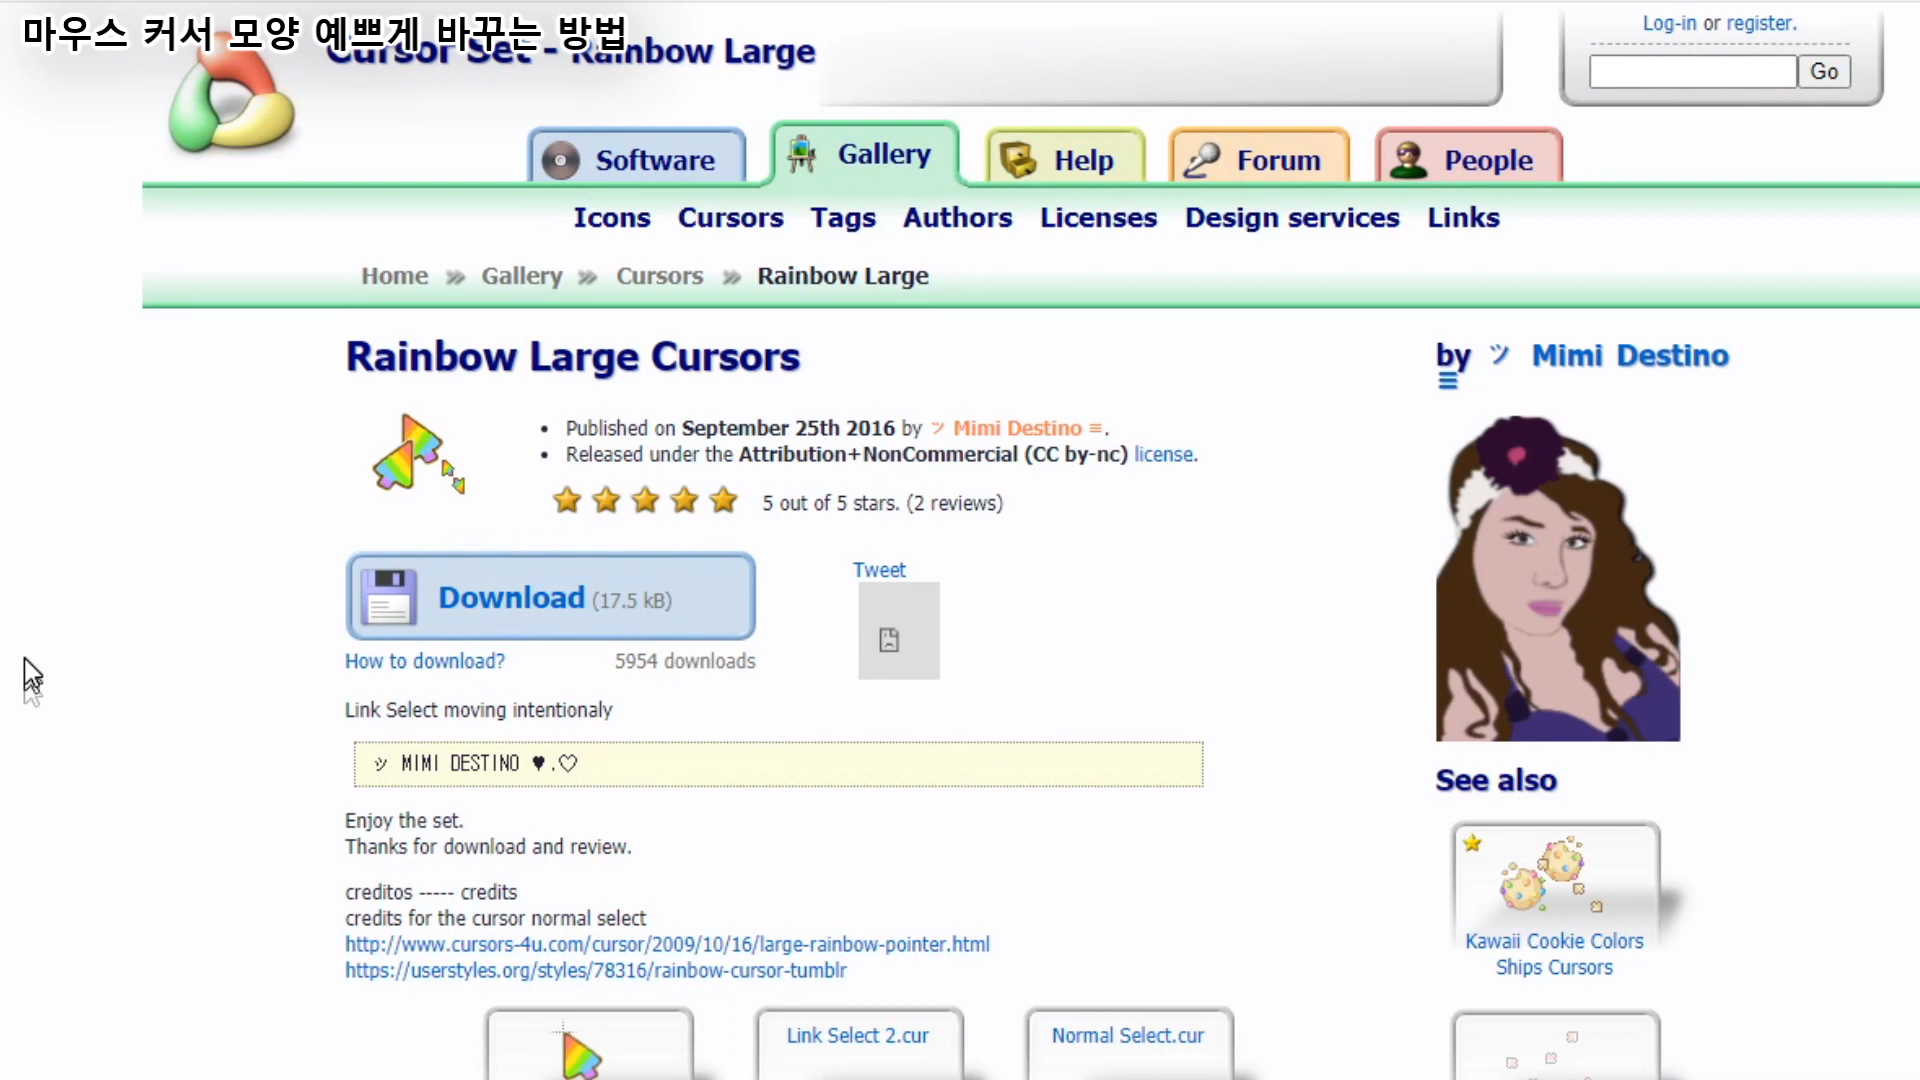 마우스 커서 모양 예쁘게 바꾸는 방법
Cursor Set - Rainbow Large
Log-in or register.
Go
Software
Gallery
Help
Forum
People
Icons Cursors Tags Authors Licenses Design services Links
Home » Gallery » Cursors » Rainbow Large
Rainbow Large Cursors
by ツ Mimi Destino
≡
• Published on September 25th 2016 by ツ Mimi Destino ≡.
• Released under the Attribution+NonCommercial (CC by-nc) license.
5 out of 5 stars. (2 reviews)
Download (17.5 kB)
Tweet
How to download?
5954 downloads
Link Select moving intentionaly
ッ MIMI DESTINO ♥.♡
Enjoy the set.
Thanks for download and review.
creditos ----- credits
credits for the cursor normal select
http://www.cursors-4u.com/cursor/2009/10/16/large-rainbow-pointer.html
https://userstyles.org/styles/78316/rainbow-cursor-tumblr
See also
Kawaii Cookie Colors
Ships Cursors
Link Select 2.cur
Normal Select.cur